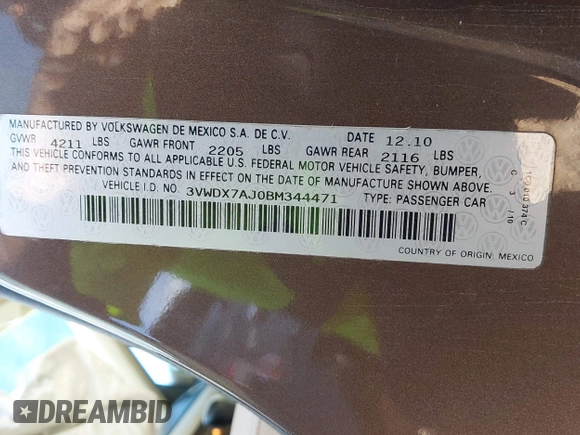 MANUFACTURED BY VOLKSWAGEN DE MEXICO S.A. DE C.V. DATE 12.10
GVWR 4211 LBS GAWR FRONT 2205 LBS GAWR REAR 2116 LBS
THIS VEHICLE CONFORMS TO ALL APPLICABLE U.S. FEDERAL MOTOR VEHICLE SAFETY, BUMPER,
AND THEFT PREVENTION STANDARDS IN EFFECT ON THE DATE OF MANUFACTURE SHOWN ABOVE.
VEHICLE I.D. NO. 3VWDX7AJ0BM344471 TYPE: PASSENGER CAR
COUNTRY OF ORIGIN: MEXICO
C 3 /10
DREAMBID